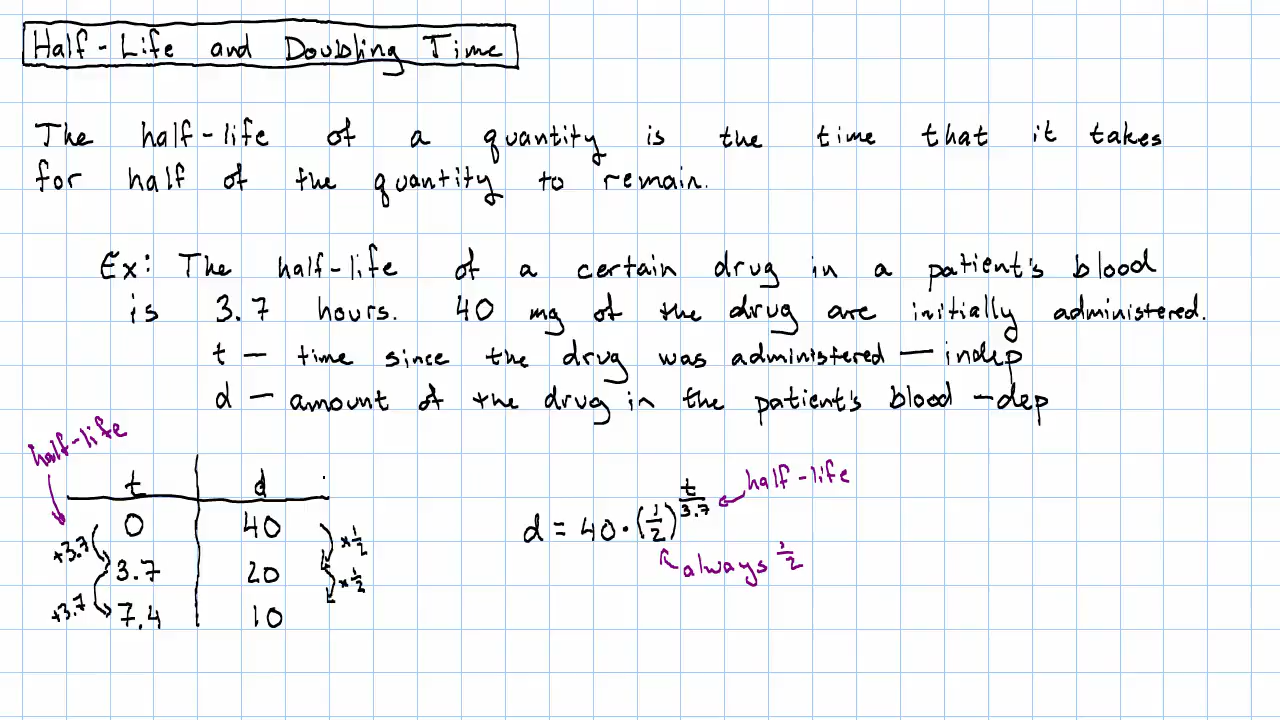 Half-Life and Doubling Time
The half-life of a quantity is the time that it takes
for half of the quantity to remain.
Ex: The half-life of a certain drug in a patient's blood
is 3.7 hours. 40 mg of the drug are initially administered.
t — time since the drug was administered — indep
d — amount of the drug in the patient's blood — dep
half-life
t d
0 40
+3.7 ×1/2
3.7 20
+3.7 ×1/2
7.4 10
d = 40 · (1/2)^(t/3.7)
half-life
always 1/2